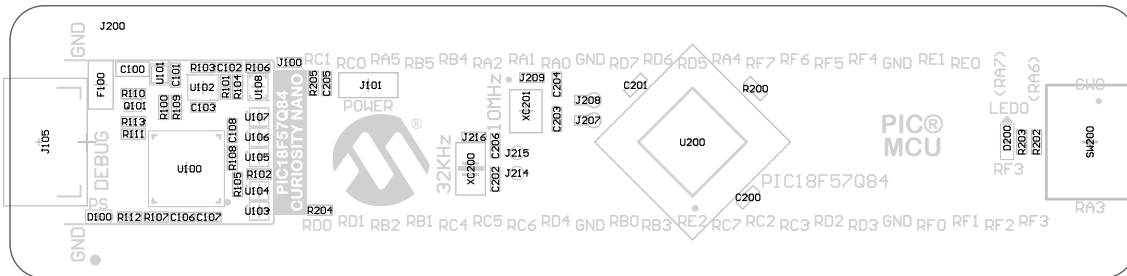 J200
GND
RC1 RC0 RA5 RB5 RB4 RA2 RA1 RA0 GND RD7 RD6 RD5 RA4 RF7 RF6 RF5 RF4 GND RE1 RE0 (RA7) (RA6)
J100
F100
C100
U101
C101
R103
C102
R106
U102
R101
R104
U108
R205
C205
J101
POWER
10MHz
J209
C204
XC201
C203
J208
J207
C201
R200
SW0
LED0
R110
Q101
R100
R109
C103
R113
R111
U107
U106
U105
R102
U104
U103
C108
R108
R105
U100
J105
DEBUG
PS
PIC18F57Q84
CURIOSITY NANO
32KHz
J216
XC200
C206
C202
J215
J214
U200
PIC®
MCU
D200
R203
R202
SW200
RF3
PIC18F57Q84
C200
RA3
D100
R112
R107
C106
C107
R204
GND
RD0 RD1 RB2 RB1 RC4 RC5 RC6 RD4 GND RB0 RB3 RE2 RC7 RC2 RC3 RD2 RD3 GND RF0 RF1 RF2 RF3